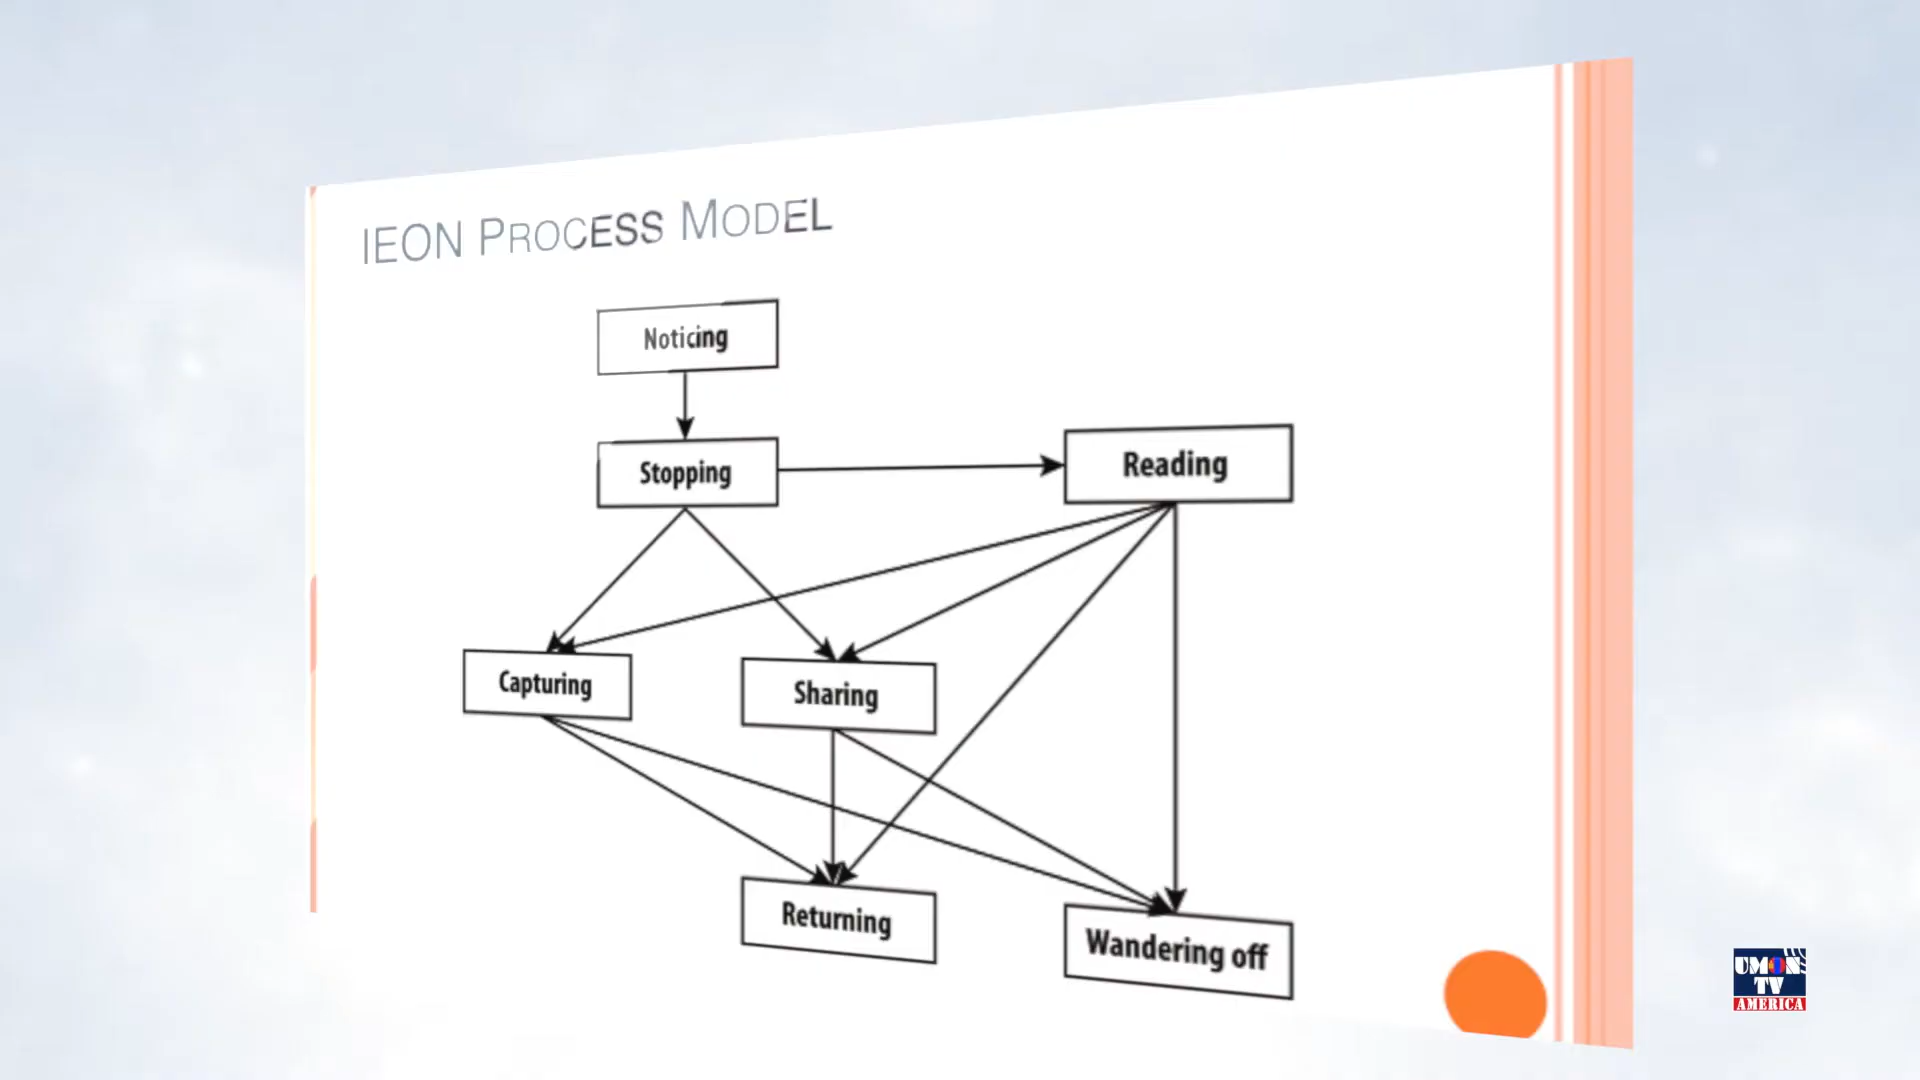 IEON PROCESS MODEL
Noticing
Stopping
Reading
Capturing
Sharing
Returning
Wandering off
UMON
TV
AMERICA